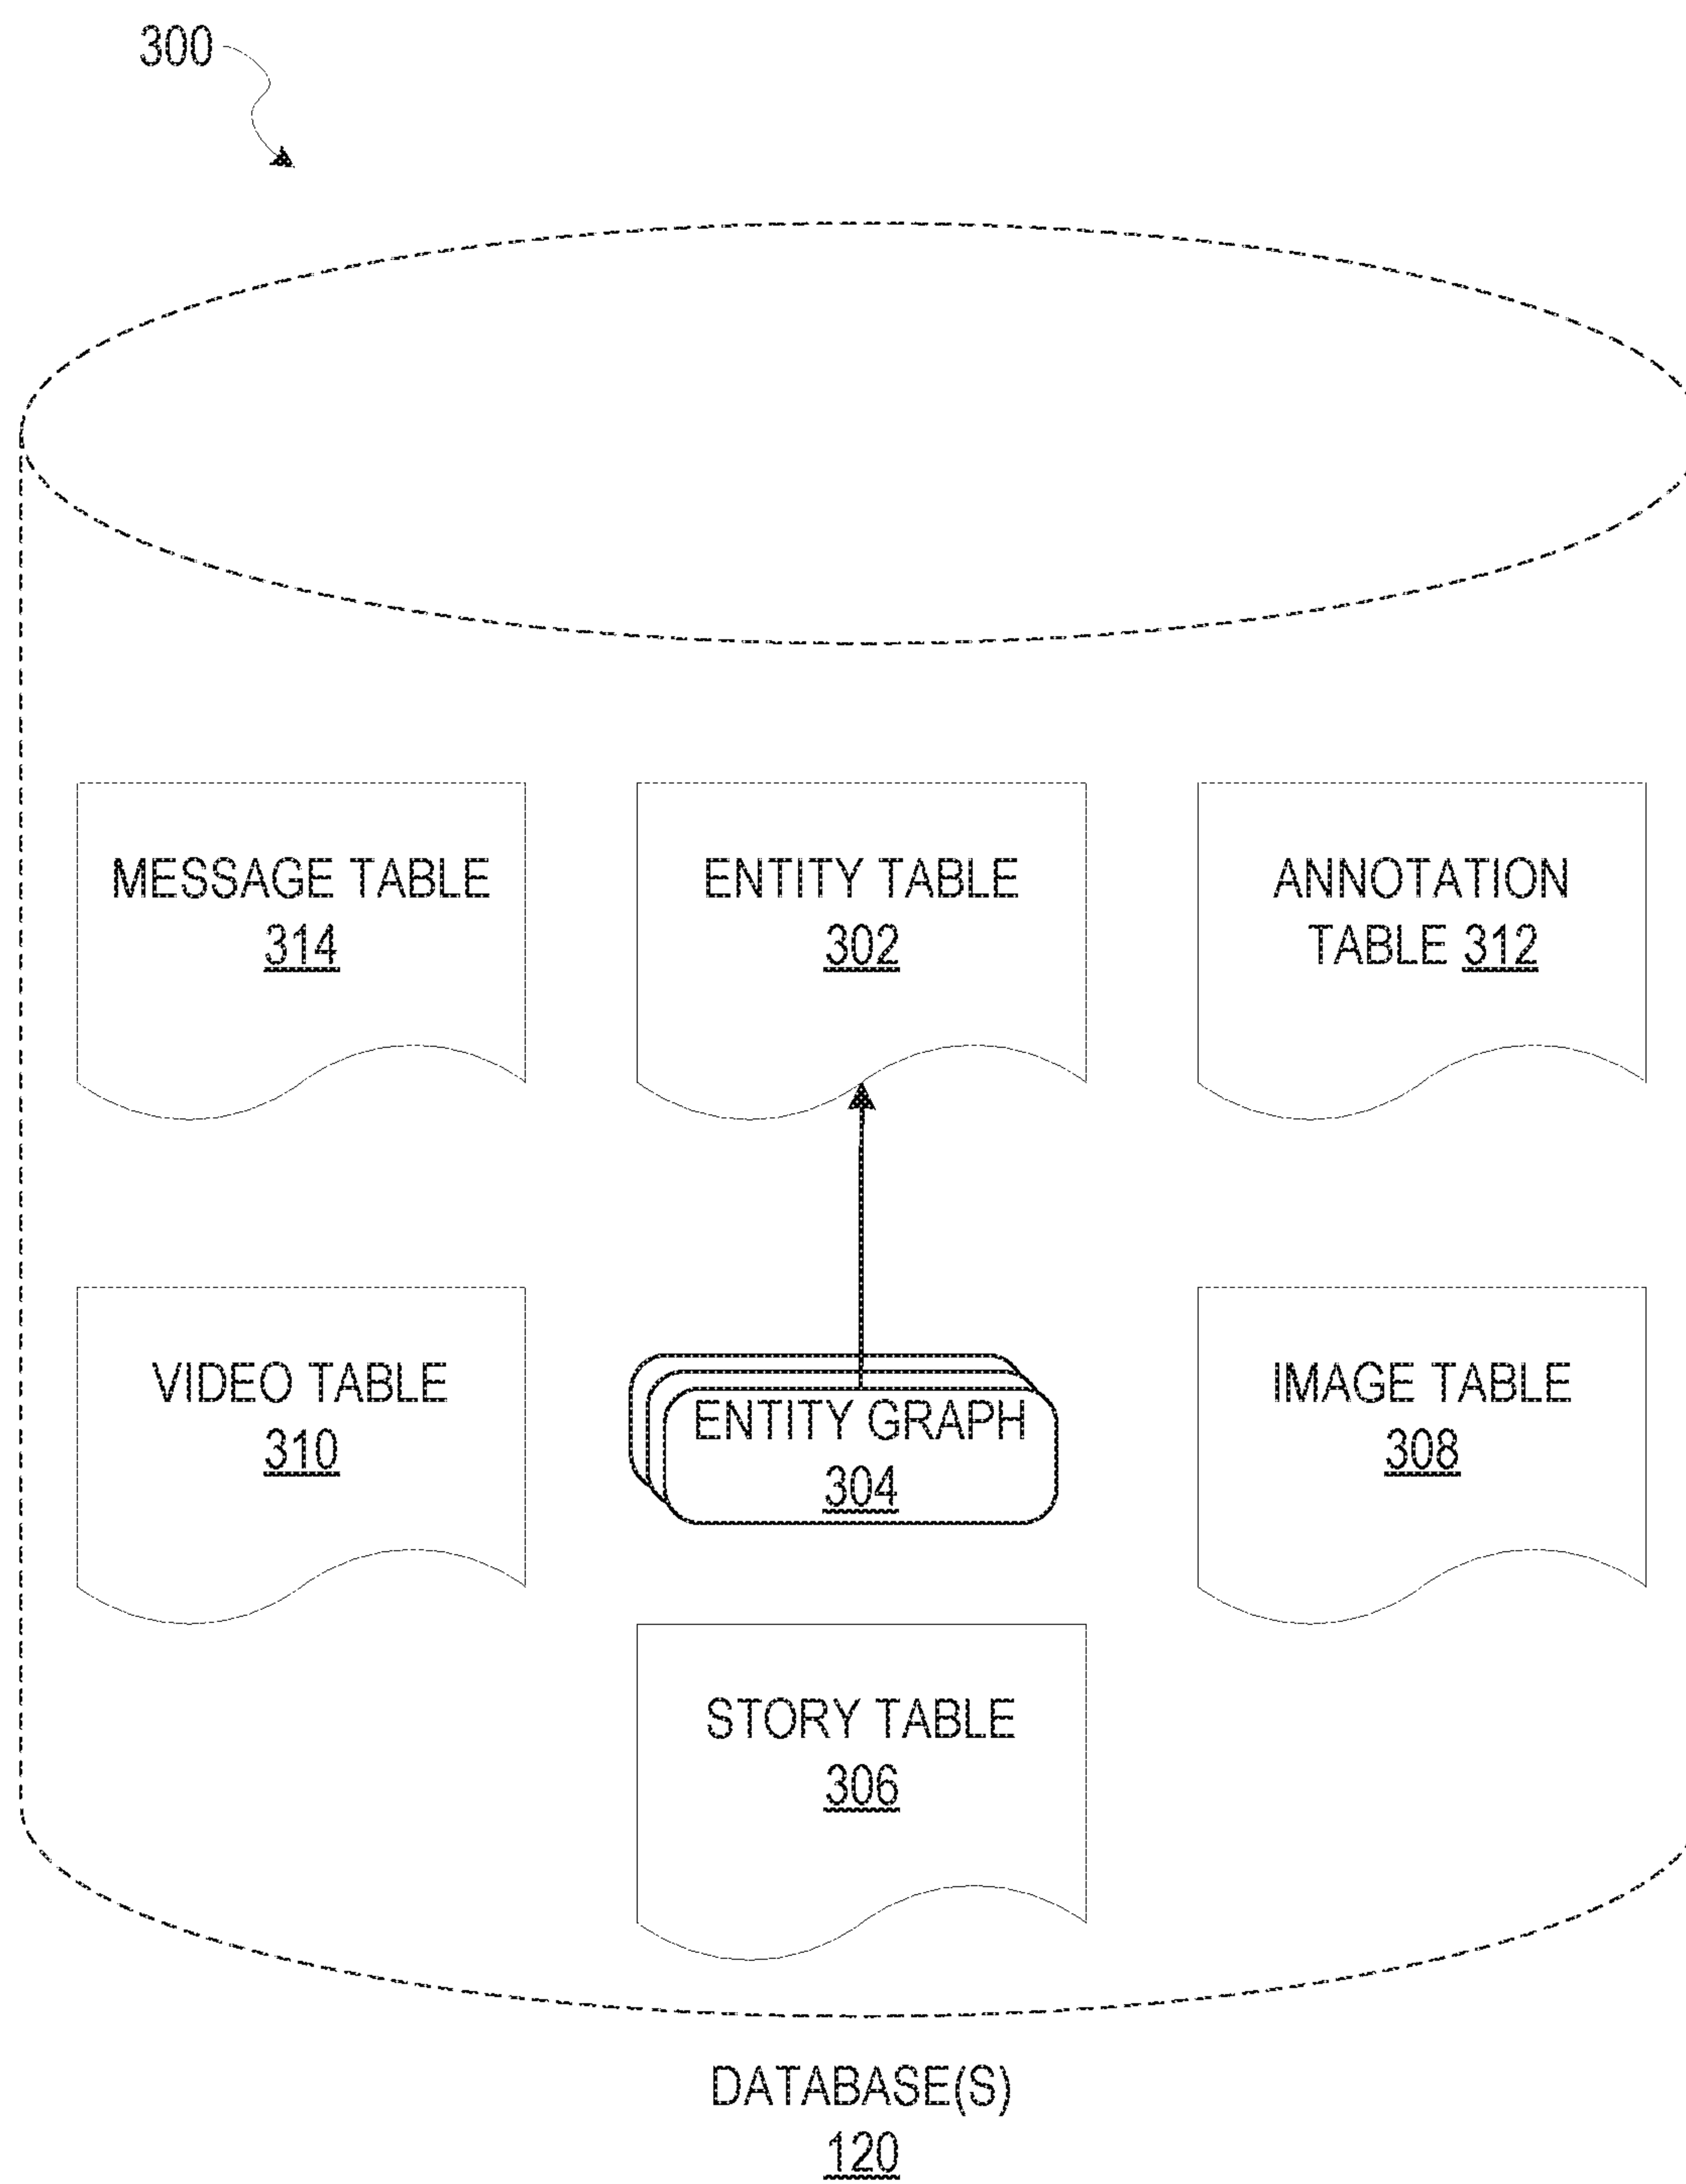 300
MESSAGE TABLE
314
ENTITY TABLE
302
ANNOTATION
TABLE 312
VIDEO TABLE
310
ENTITY GRAPH
304
IMAGE TABLE
308
STORY TABLE
306
DATABASE(S)
120